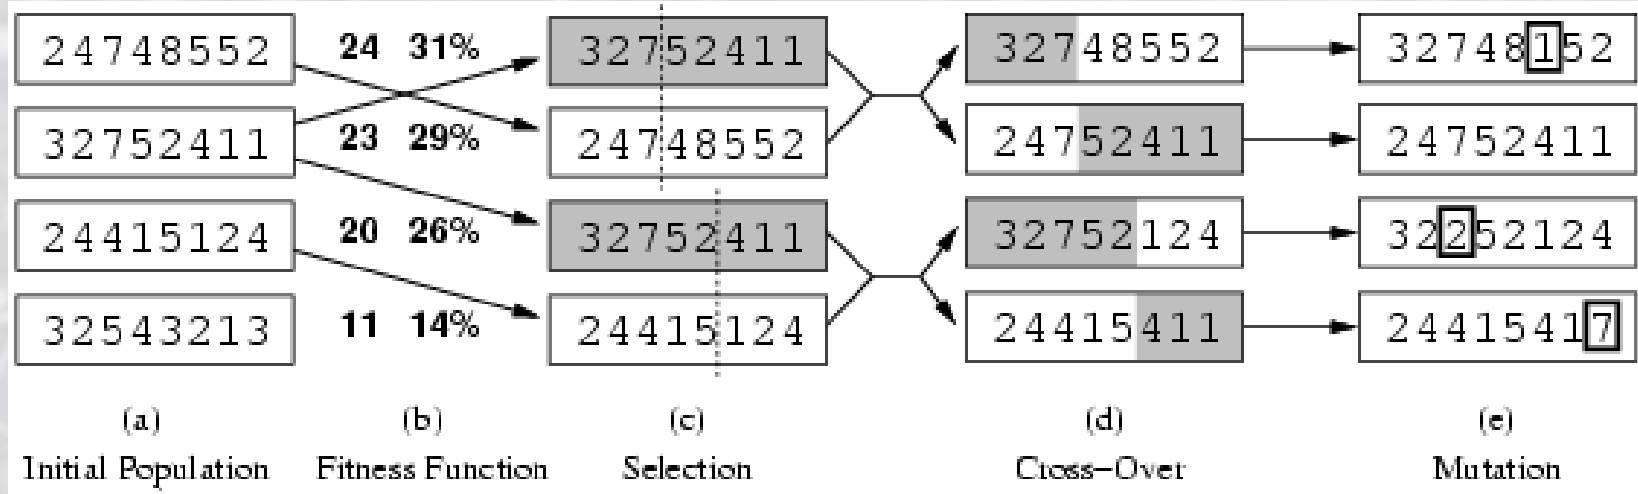 24748552 24 31% 32752411 32748552 32748152
32752411 23 29% 24748552 24752411 24752411
24415124 20 26% 32752411 32752124 32252124
32543213 11 14% 24415124 24415411 24415417
(a) (b) (c) (d) (e)
Initial Population Fitness Function Selection Cross-Over Mutation